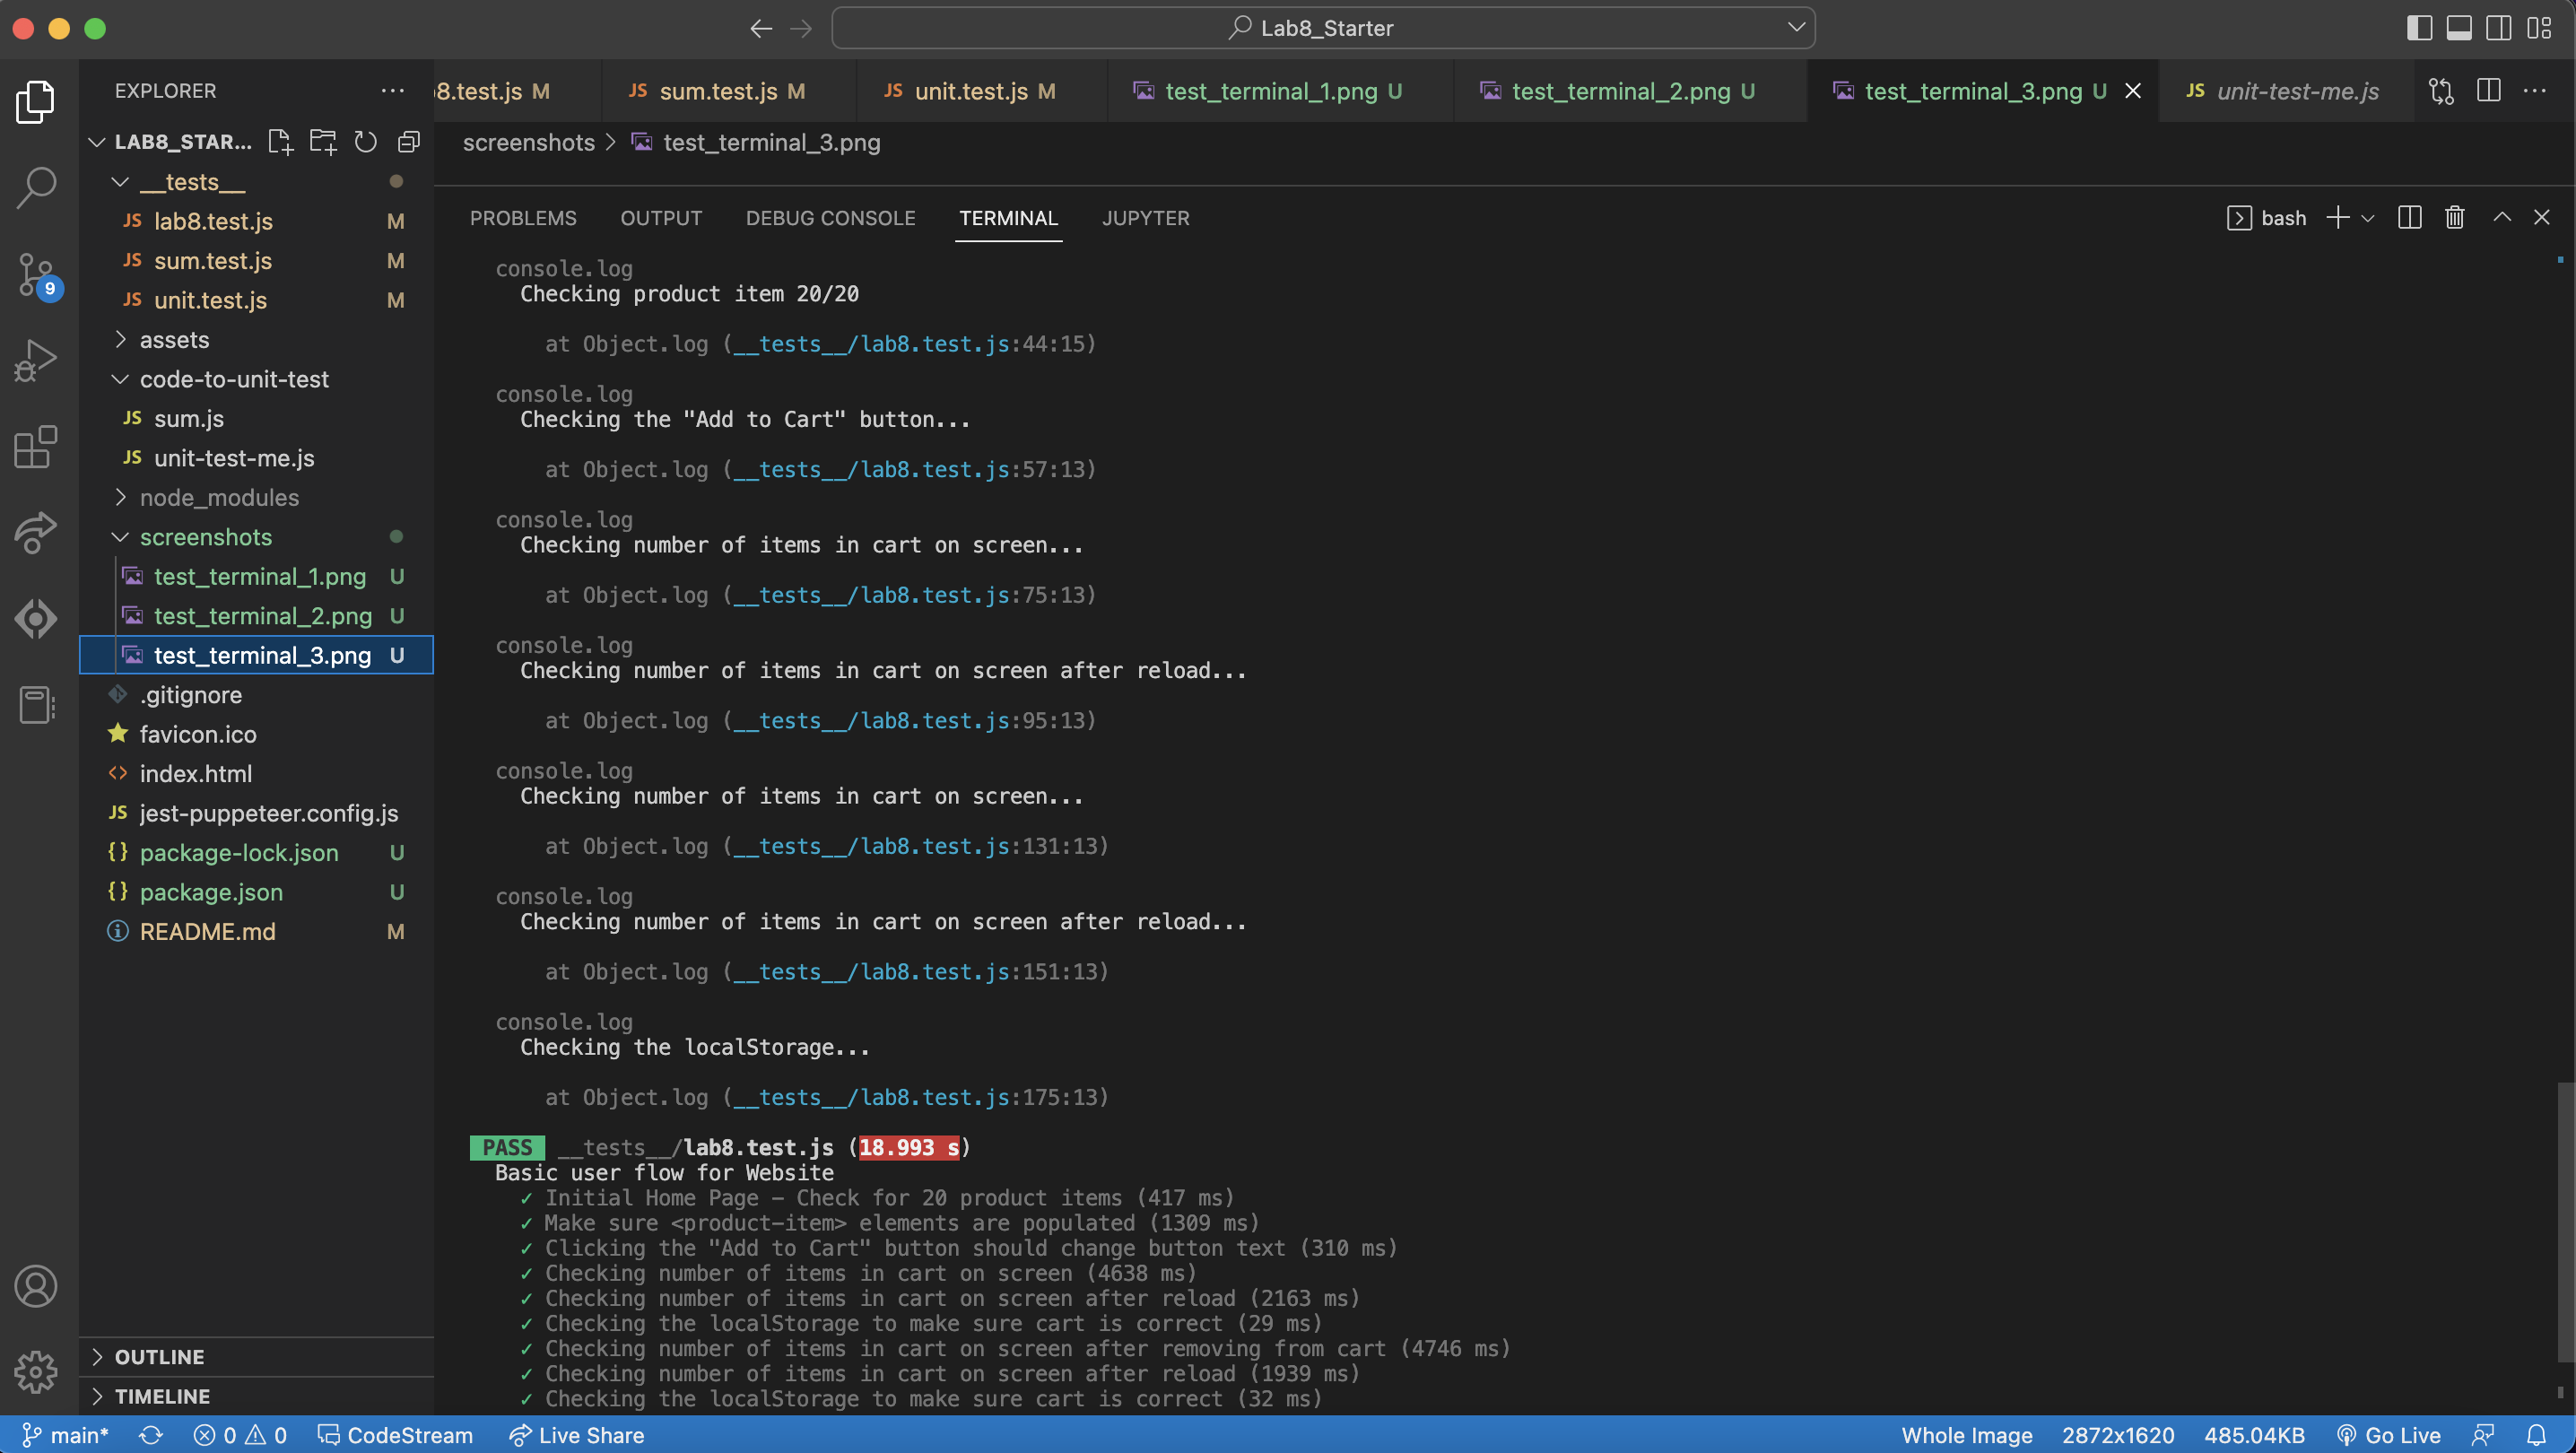 Lab8_Starter
EXPLORER
8.test.js M
JS sum.test.js M
JS unit.test.js M
test_terminal_1.png U
test_terminal_2.png U
test_terminal_3.png U
JS unit-test-me.js
LAB8_STAR...
screenshots > test_terminal_3.png
__tests__
JS lab8.test.js M
JS sum.test.js M
JS unit.test.js M
assets
code-to-unit-test
JS sum.js
JS unit-test-me.js
node_modules
screenshots
test_terminal_1.png U
test_terminal_2.png U
test_terminal_3.png U
.gitignore
favicon.ico
index.html
JS jest-puppeteer.config.js
{} package-lock.json U
{} package.json U
README.md M
OUTLINE
TIMELINE
9
PROBLEMS OUTPUT DEBUG CONSOLE TERMINAL JUPYTER
bash
console.log
Checking product item 20/20
at Object.log (__tests__/lab8.test.js:44:15)
console.log
Checking the "Add to Cart" button...
at Object.log (__tests__/lab8.test.js:57:13)
console.log
Checking number of items in cart on screen...
at Object.log (__tests__/lab8.test.js:75:13)
console.log
Checking number of items in cart on screen after reload...
at Object.log (__tests__/lab8.test.js:95:13)
console.log
Checking number of items in cart on screen...
at Object.log (__tests__/lab8.test.js:131:13)
console.log
Checking number of items in cart on screen after reload...
at Object.log (__tests__/lab8.test.js:151:13)
console.log
Checking the localStorage...
at Object.log (__tests__/lab8.test.js:175:13)
PASS __tests__/lab8.test.js (18.993 s)
Basic user flow for Website
✓ Initial Home Page – Check for 20 product items (417 ms)
✓ Make sure <product-item> elements are populated (1309 ms)
✓ Clicking the "Add to Cart" button should change button text (310 ms)
✓ Checking number of items in cart on screen (4638 ms)
✓ Checking number of items in cart on screen after reload (2163 ms)
✓ Checking the localStorage to make sure cart is correct (29 ms)
✓ Checking number of items in cart on screen after removing from cart (4746 ms)
✓ Checking number of items in cart on screen after reload (1939 ms)
✓ Checking the localStorage to make sure cart is correct (32 ms)
main* 0 0 CodeStream Live Share Whole Image 2872x1620 485.04KB Go Live